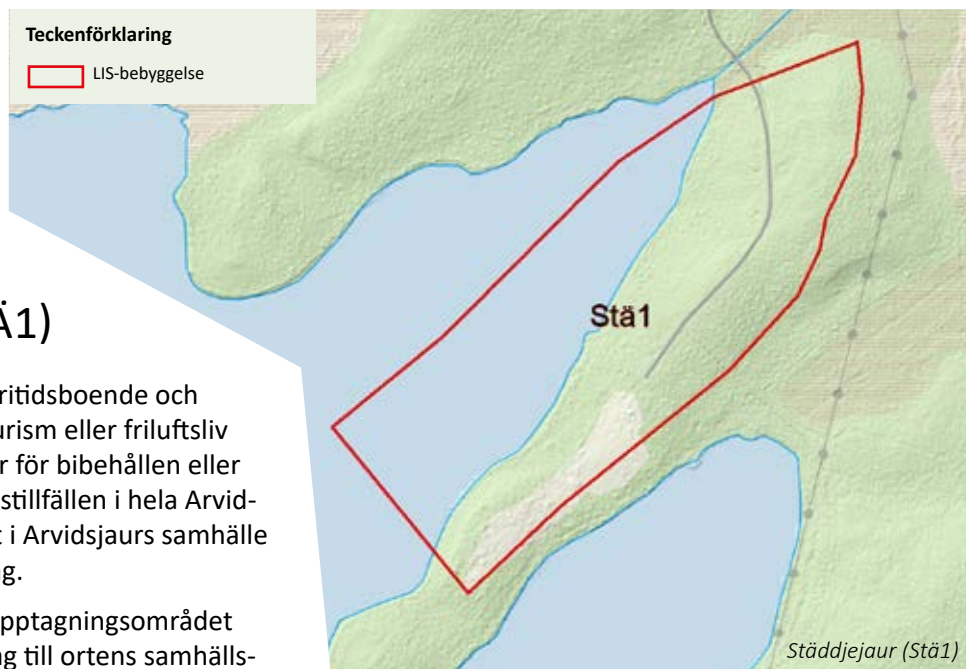 Teckenförklaring
LIS-bebyggelse
Stä1
Ä1)
ritidsboende och
urism eller friluftsliv
r för bibehållen eller
stillfällen i hela Arvid-
t i Arvidsjaurs samhälle
g.
pptagningsområdet
g till ortens samhälls-
Städdjejaur (Stä1)